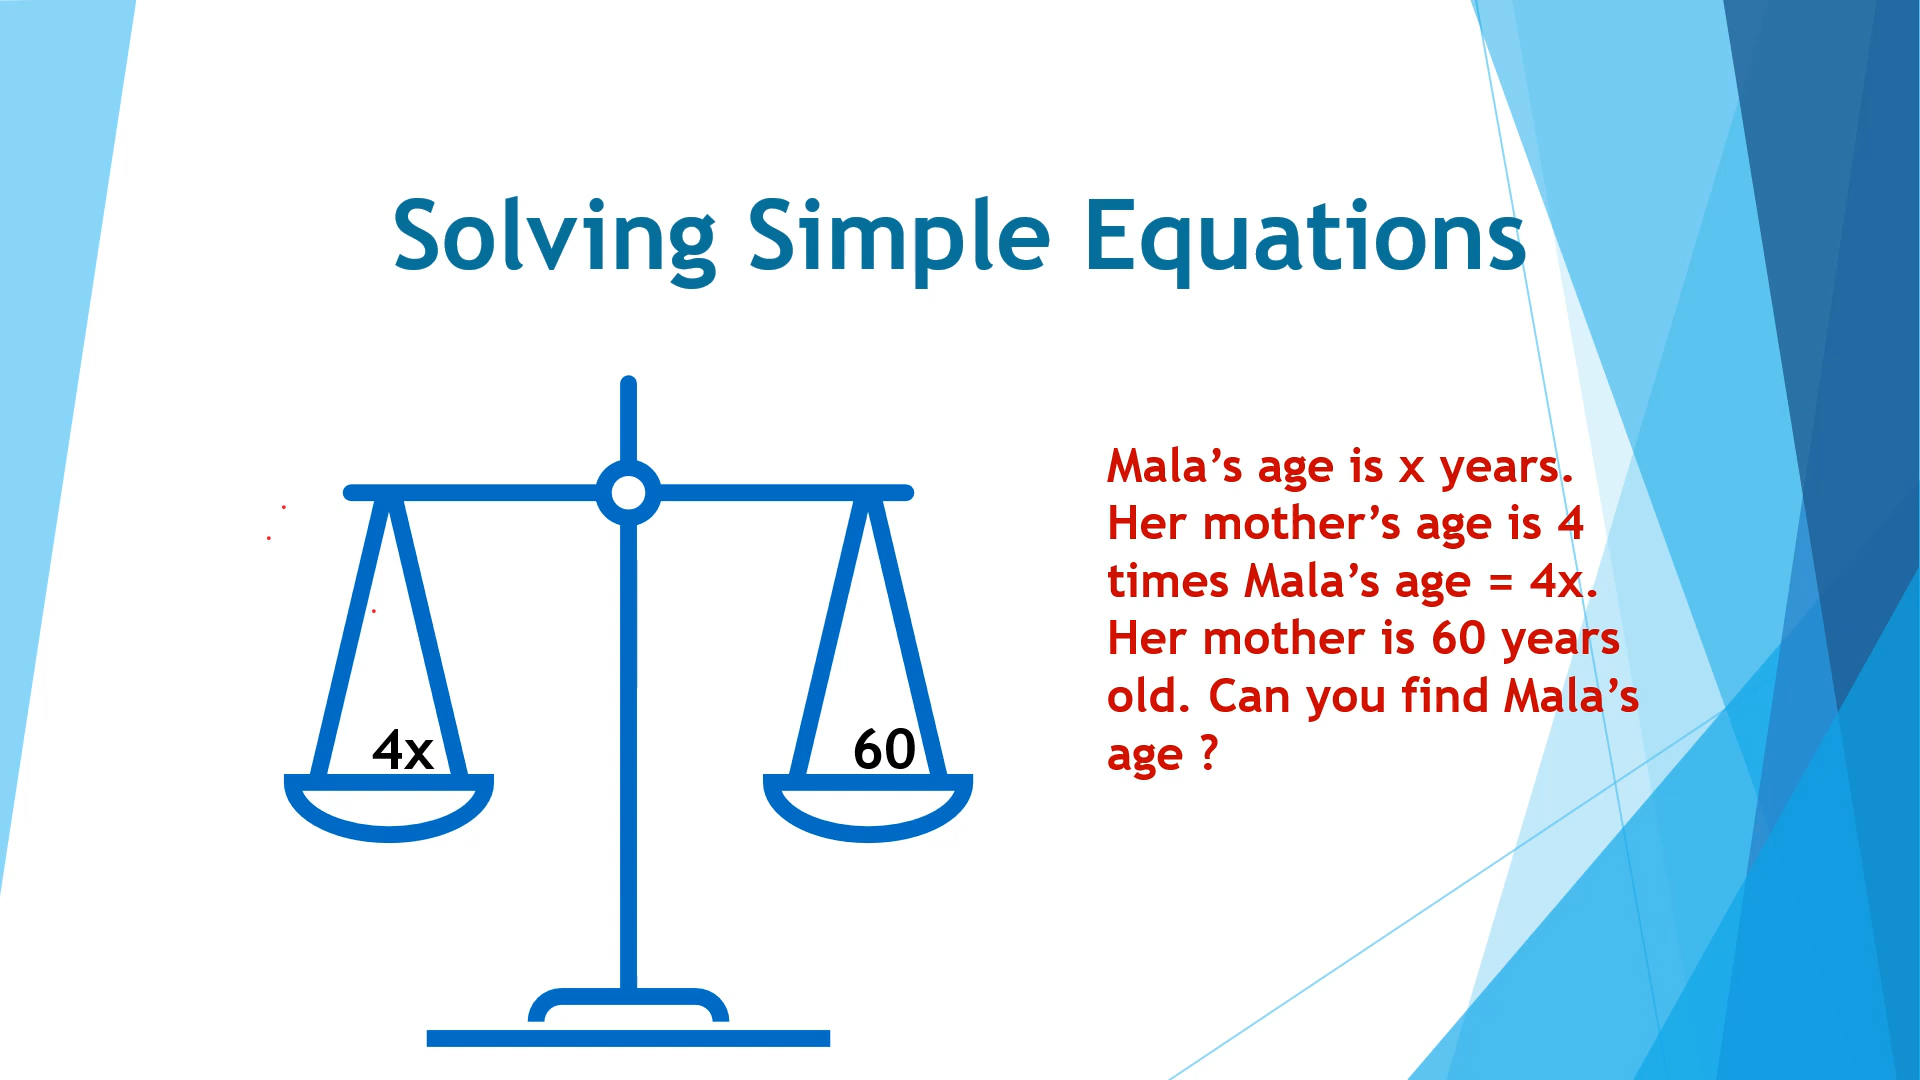 Solving Simple Equations
Mala’s age is x years.
Her mother’s age is 4
times Mala’s age = 4x.
Her mother is 60 years
old. Can you find Mala’s
age ?
4x
60